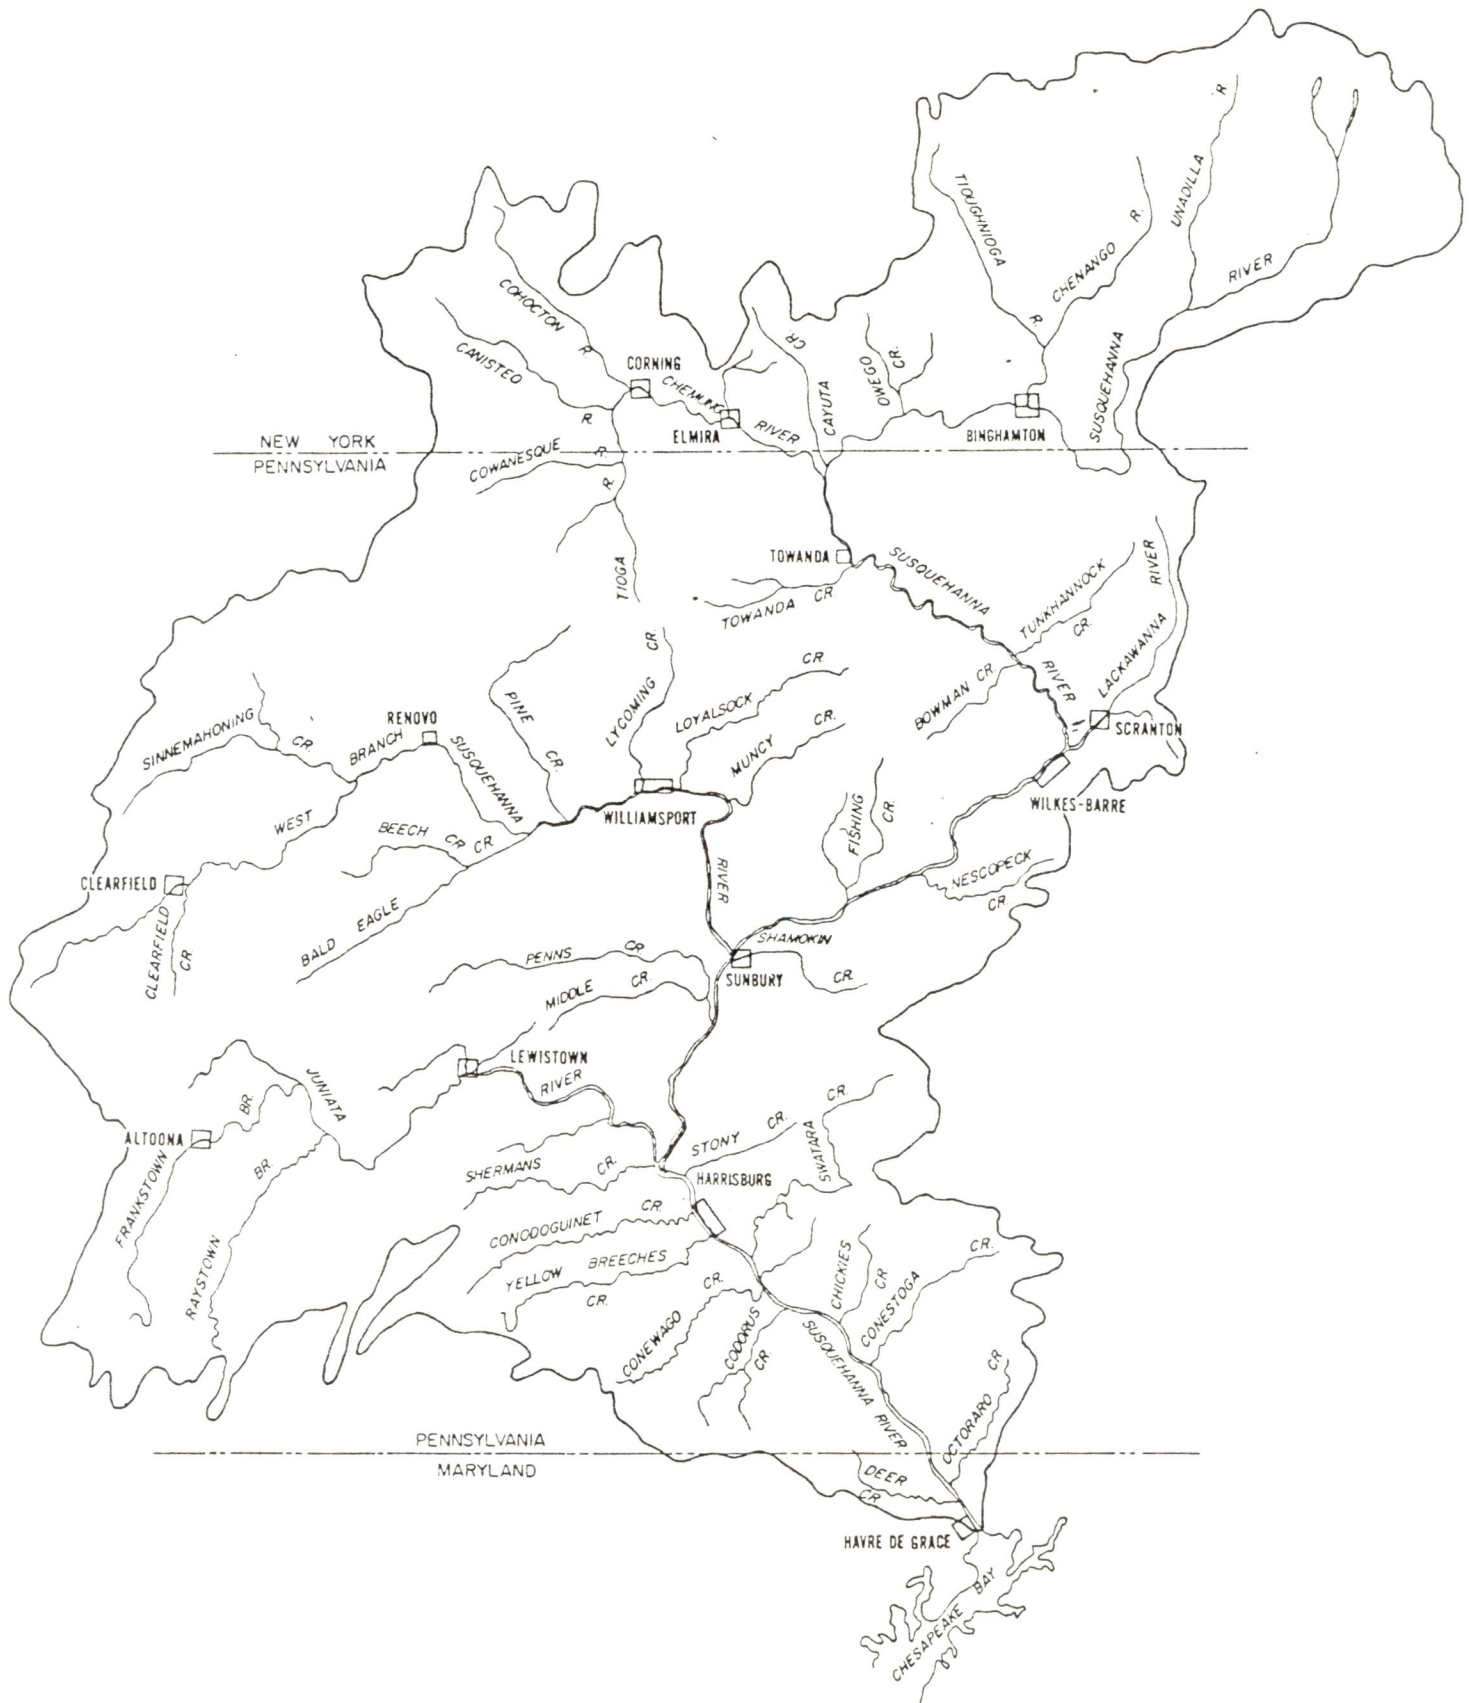 UNADILLA R
TIOUGHNIOGA R.
CHENANGO R.
RIVER
SUSQUEHANNA
COHOCTON R
CANISTEO R.
CORNING
CHEMUNG RIVER
ELMIRA
CR.
CAYUTA
OWEGO CR.
BINGHAMTON
NEW YORK
PENNSYLVANIA
COWANESQUE R.
R.
TIOGA
TOWANDA
TOWANDA CR
SUSQUEHANNA
RIVER
TUNKHANNOCK
CR.
LACKAWANNA
RIVER
BOWMAN CR.
SCRANTON
WILKES-BARRE
SINNEMAHONING
CR.
RENOVO
WEST BRANCH SUSQUEHANNA
RIVER
PINE CR.
LYCOMING CR.
LOYALSOCK CR
MUNCY CR.
WILLIAMSPORT
BEECH CR
BALD EAGLE CR
CLEARFIELD
CLEARFIELD CR
FISHING CR.
NESCOPECK
CR.
SHAMOKIN
CR.
SUNBURY
PENNS CR
MIDDLE CR.
LEWISTOWN
JUNIATA
RIVER
ALTOONA
FRANKSTOWN BR.
RAYSTOWN BR.
SHERMANS CR.
STONY CR.
SWATARA CR.
HARRISBURG
CONODOGUINET CR.
YELLOW BREECHES
CR.
CONEWAGO CR.
CODORUS
CR.
CHICKIES
CR.
CONESTOGA CR.
SUSQUEHANNA RIVER
OCTORARO CR
PENNSYLVANIA
MARYLAND
DEER
CR
HAVRE DE GRACE
CHESAPEAKE BAY